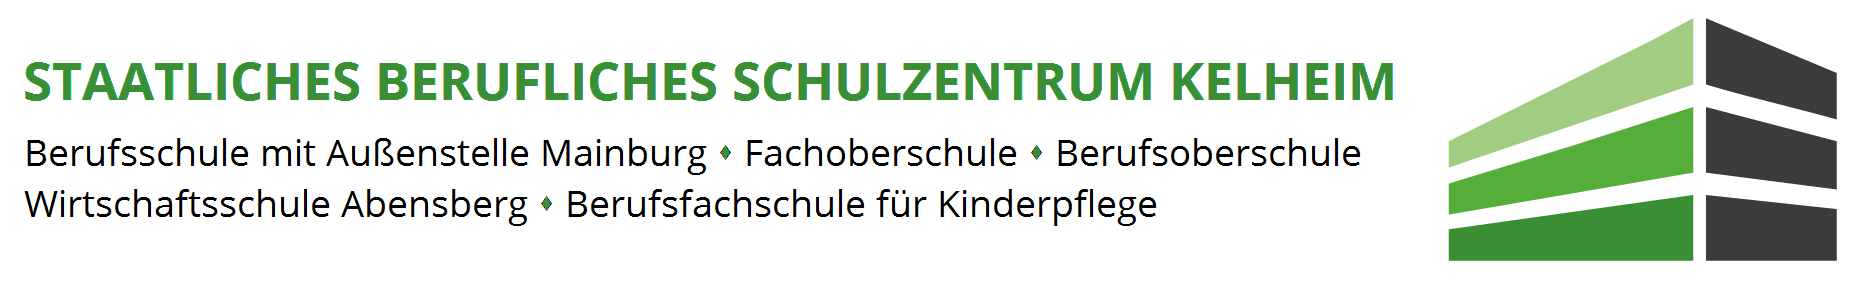 STAATLICHES BERUFLICHES SCHULZENTRUM KELHEIM
Berufsschule mit Außenstelle Mainburg ♦ Fachoberschule ♦ Berufsoberschule
Wirtschaftsschule Abensberg ♦ Berufsfachschule für Kinderpflege